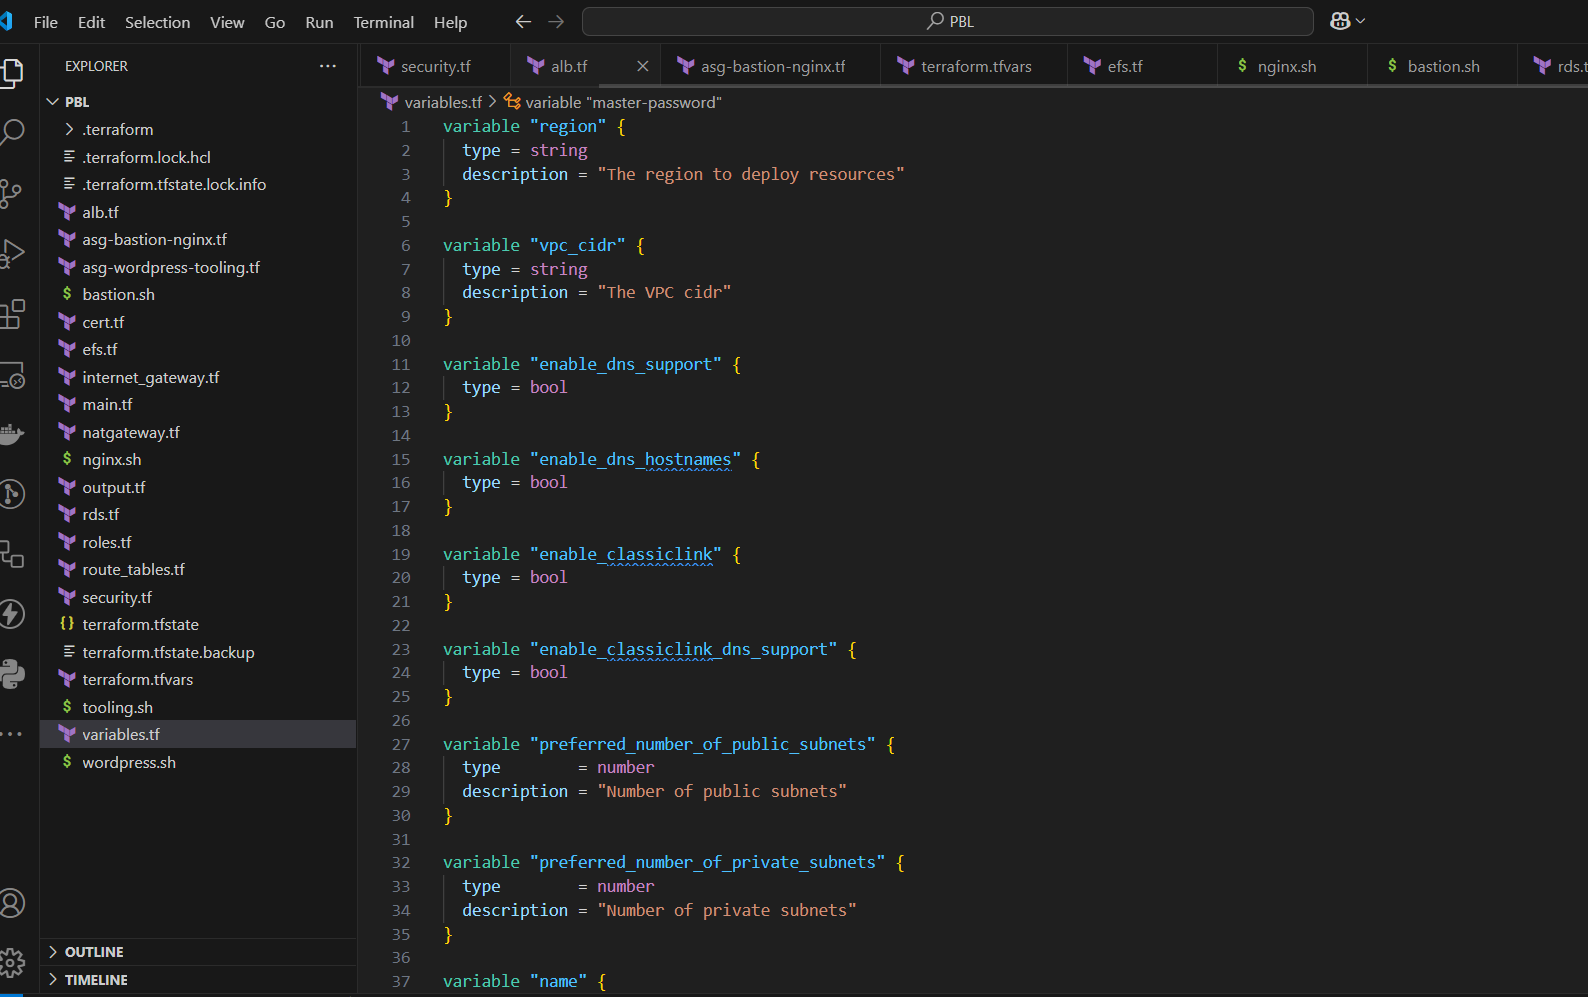 File Edit Selection View Go Run Terminal Help
PBL
EXPLORER
security.tf
alb.tf
asg-bastion-nginx.tf
terraform.tfvars
efs.tf
$ nginx.sh
$ bastion.sh
rds.t
PBL
.terraform
.terraform.lock.hcl
.terraform.tfstate.lock.info
alb.tf
asg-bastion-nginx.tf
asg-wordpress-tooling.tf
$ bastion.sh
cert.tf
efs.tf
internet_gateway.tf
main.tf
natgateway.tf
$ nginx.sh
output.tf
rds.tf
roles.tf
route_tables.tf
security.tf
{} terraform.tfstate
terraform.tfstate.backup
terraform.tfvars
$ tooling.sh
variables.tf
$ wordpress.sh
OUTLINE
TIMELINE
variables.tf > variable "master-password"
1 variable "region" {
2 type = string
3 description = "The region to deploy resources"
4 }
5
6 variable "vpc_cidr" {
7 type = string
8 description = "The VPC cidr"
9 }
10
11 variable "enable_dns_support" {
12 type = bool
13 }
14
15 variable "enable_dns_hostnames" {
16 type = bool
17 }
18
19 variable "enable_classiclink" {
20 type = bool
21 }
22
23 variable "enable_classiclink_dns_support" {
24 type = bool
25 }
26
27 variable "preferred_number_of_public_subnets" {
28 type = number
29 description = "Number of public subnets"
30 }
31
32 variable "preferred_number_of_private_subnets" {
33 type = number
34 description = "Number of private subnets"
35 }
36
37 variable "name" {